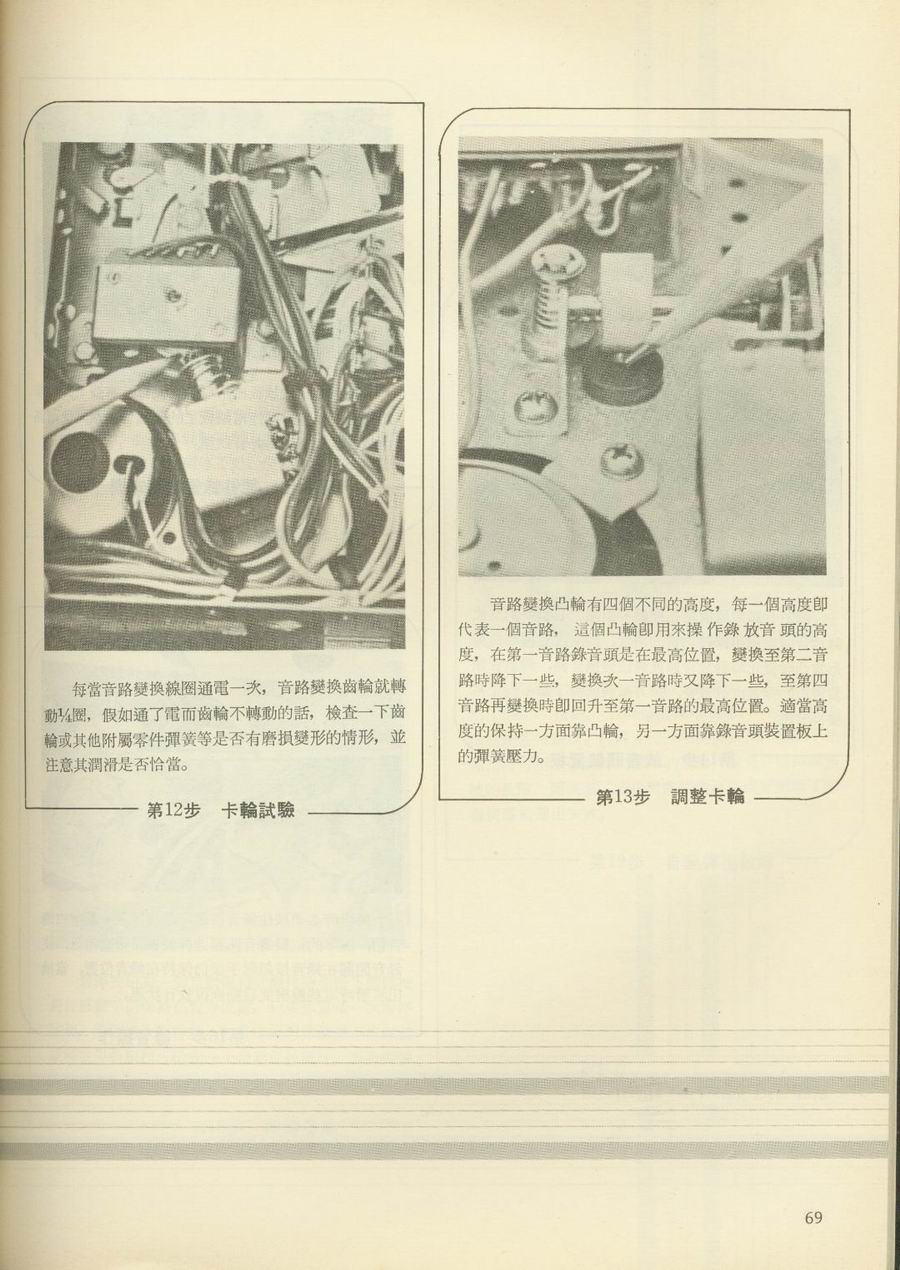 每當音路變換線圈通電一次，音路變換齒輪就轉
動¼圈，假如通了電而齒輪不轉動的話，檢查一下齒
輪或其他附屬零件彈簧等是否有磨損變形的情形，並
注意其潤滑是否恰當。
第12步　卡輪試驗
音路變換凸輪有四個不同的高度，每一個高度卽
代表一個音路，這個凸輪卽用來操作錄放音頭的高
度，在第一音路錄音頭是在最高位置，變換至第二音
路時降下一些，變換次一音路時又降下一些，至第四
音路再變換時卽回升至第一音路的最高位置。適當高
度的保持一方面靠凸輪，另一方面靠錄音頭裝置板上
的彈簧壓力。
第13步　調整卡輪
69